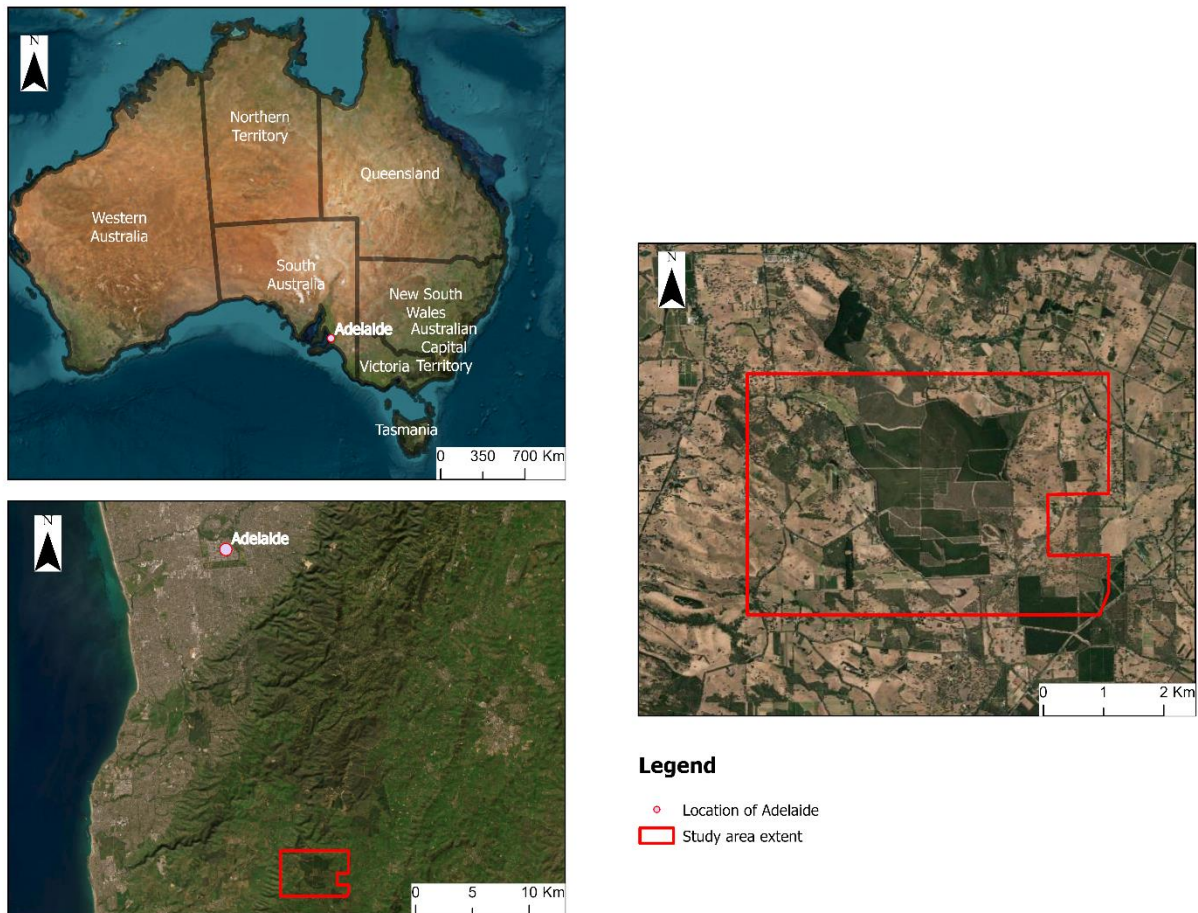 N
Northern
Territory
Queensland
Western
Australia
South
Australia
New South
Wales
Adelaide
Australian
Capital
Victoria Territory
Tasmania
0 350 700 Km
N
Adelaide
0 5 10 Km
N
0 1 2 Km
Legend
Location of Adelaide
Study area extent